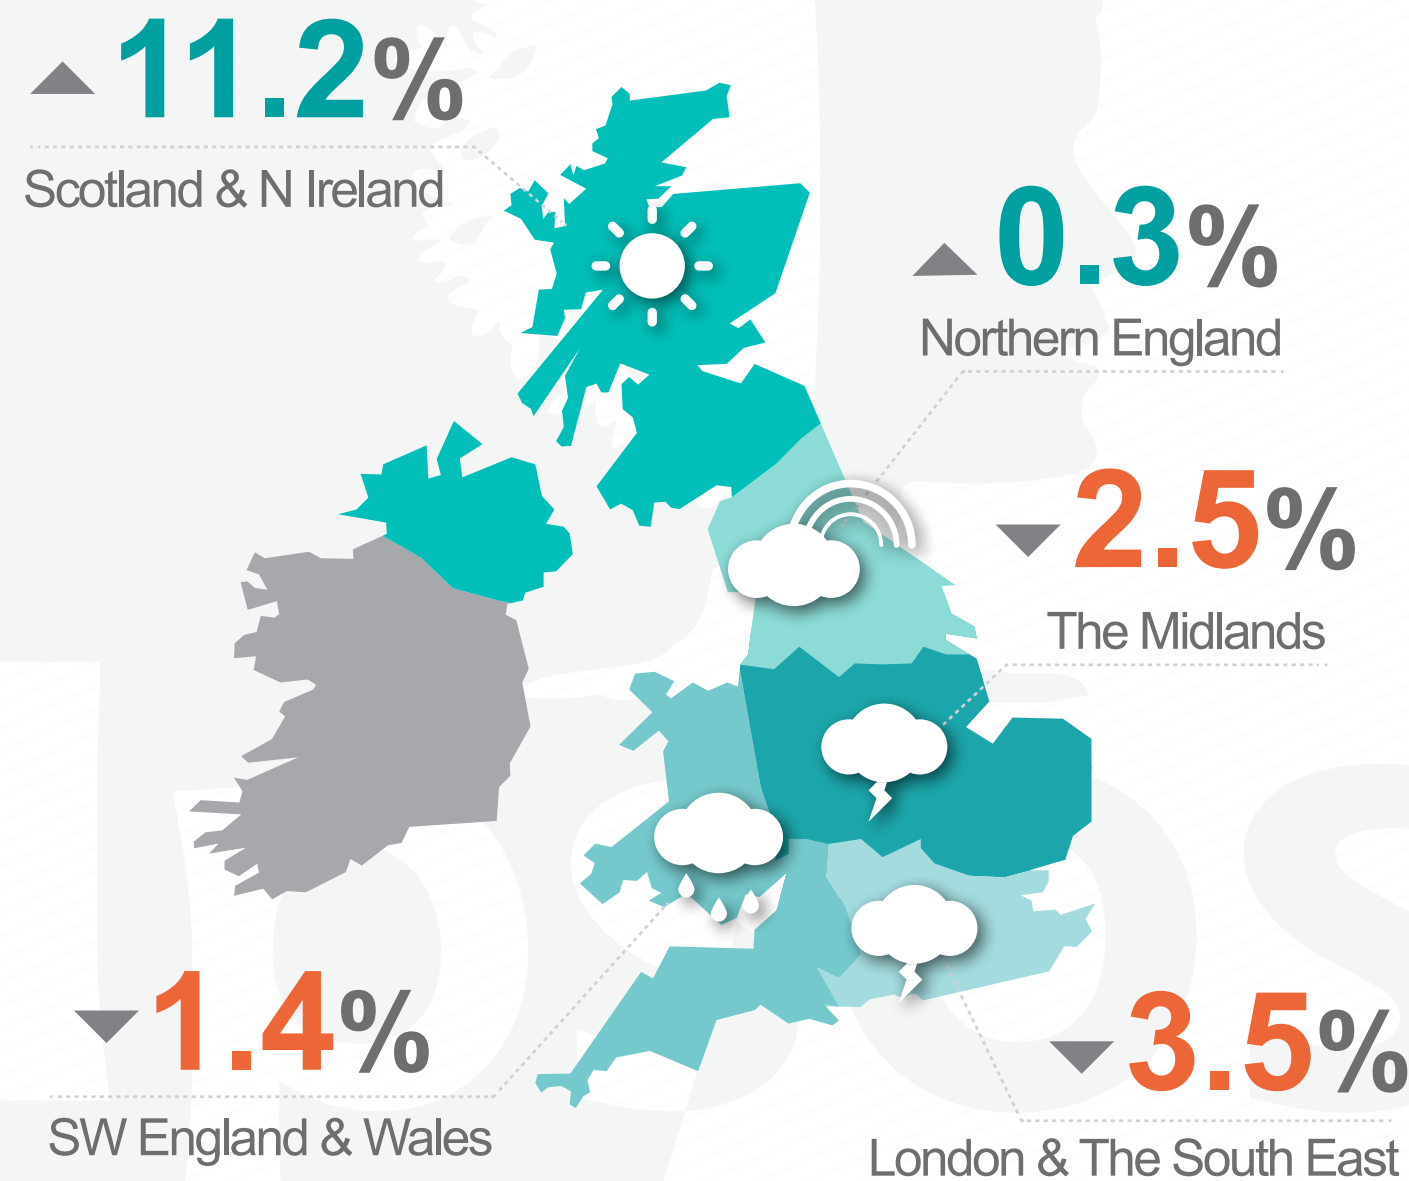 11.2%
Scotland & N Ireland
0.3%
Northern England
2.5%
The Midlands
1.4%
SW England & Wales
3.5%
London & The South East